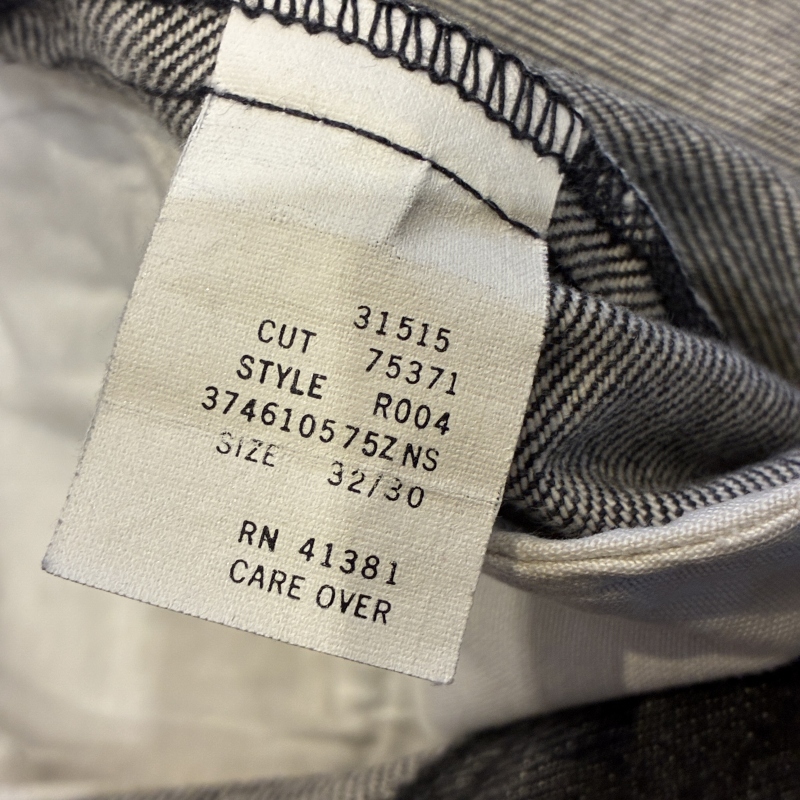 31515
CUT 75371
STYLE R004
374610575ZNS
SIZE 32/30
RN 41381
CARE OVER